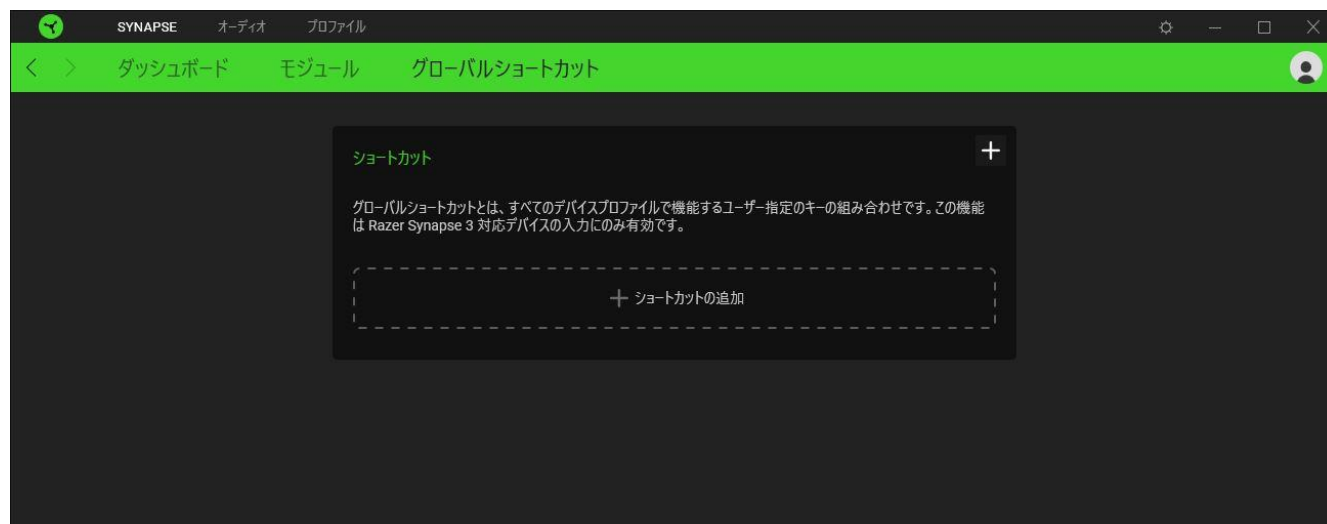 SYNAPSE オーディオ プロファイル
ダッシュボード モジュール グローバルショートカット
ショートカット
グローバルショートカットとは、すべてのデバイスプロファイルで機能するユーザー指定のキーの組み合わせです。この機能
は Razer Synapse 3 対応デバイスの入力にのみ有効です。
ショートカットの追加